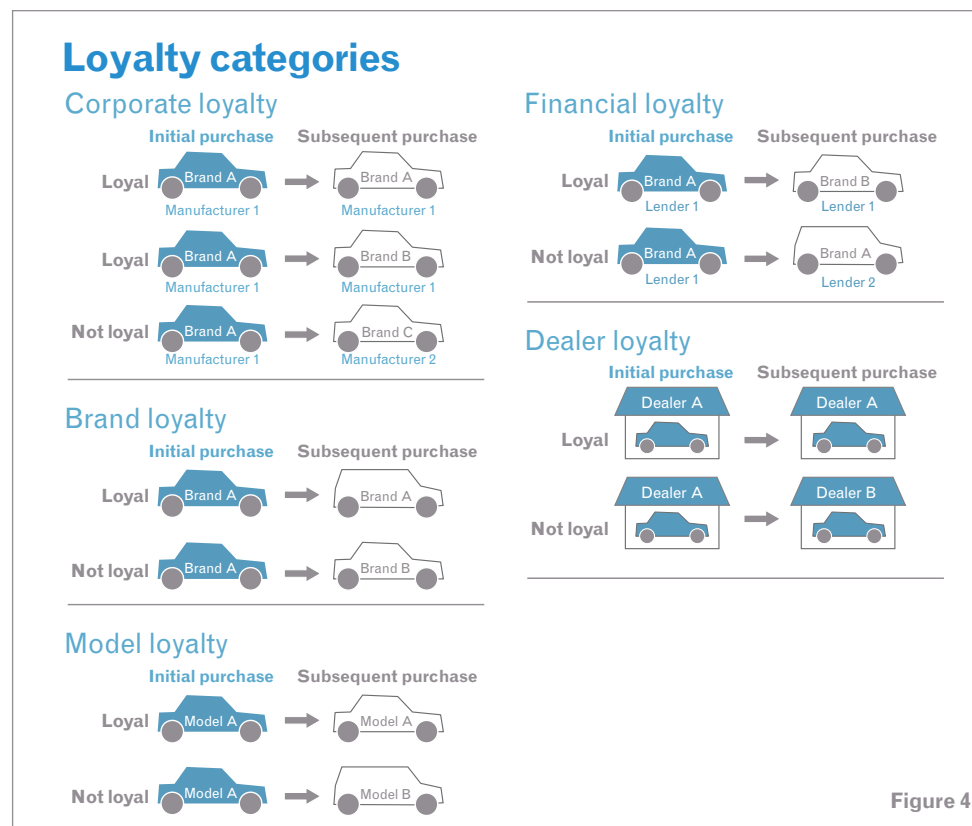 Loyalty categories
Corporate loyalty
Initial purchase Subsequent purchase
Loyal Brand A Brand A
Manufacturer 1 Manufacturer 1
Loyal Brand A Brand B
Manufacturer 1 Manufacturer 1
Not loyal Brand A Brand C
Manufacturer 1 Manufacturer 2
Brand loyalty
Initial purchase Subsequent purchase
Loyal Brand A Brand A
Not loyal Brand A Brand B
Model loyalty
Initial purchase Subsequent purchase
Loyal Model A Model A
Not loyal Model A Model B
Financial loyalty
Initial purchase Subsequent purchase
Loyal Brand A Brand B
Lender 1 Lender 1
Not loyal Brand A Brand A
Lender 1 Lender 2
Dealer loyalty
Initial purchase Subsequent purchase
Dealer A Dealer A
Loyal
Dealer A Dealer B
Not loyal
Figure 4